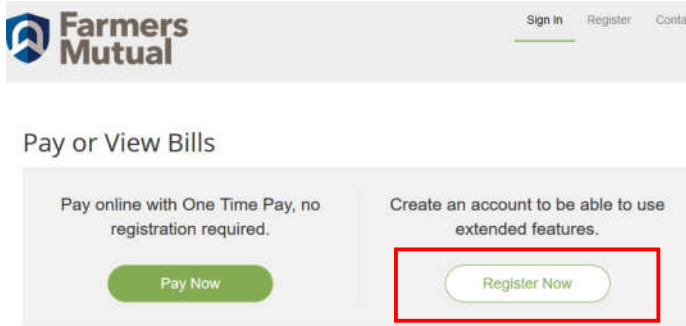 Farmers
Mutual
Sign In Register
Pay or View Bills
Pay online with One Time Pay, no
registration required.
Pay Now
Create an account to be able to use
extended features.
Register Now